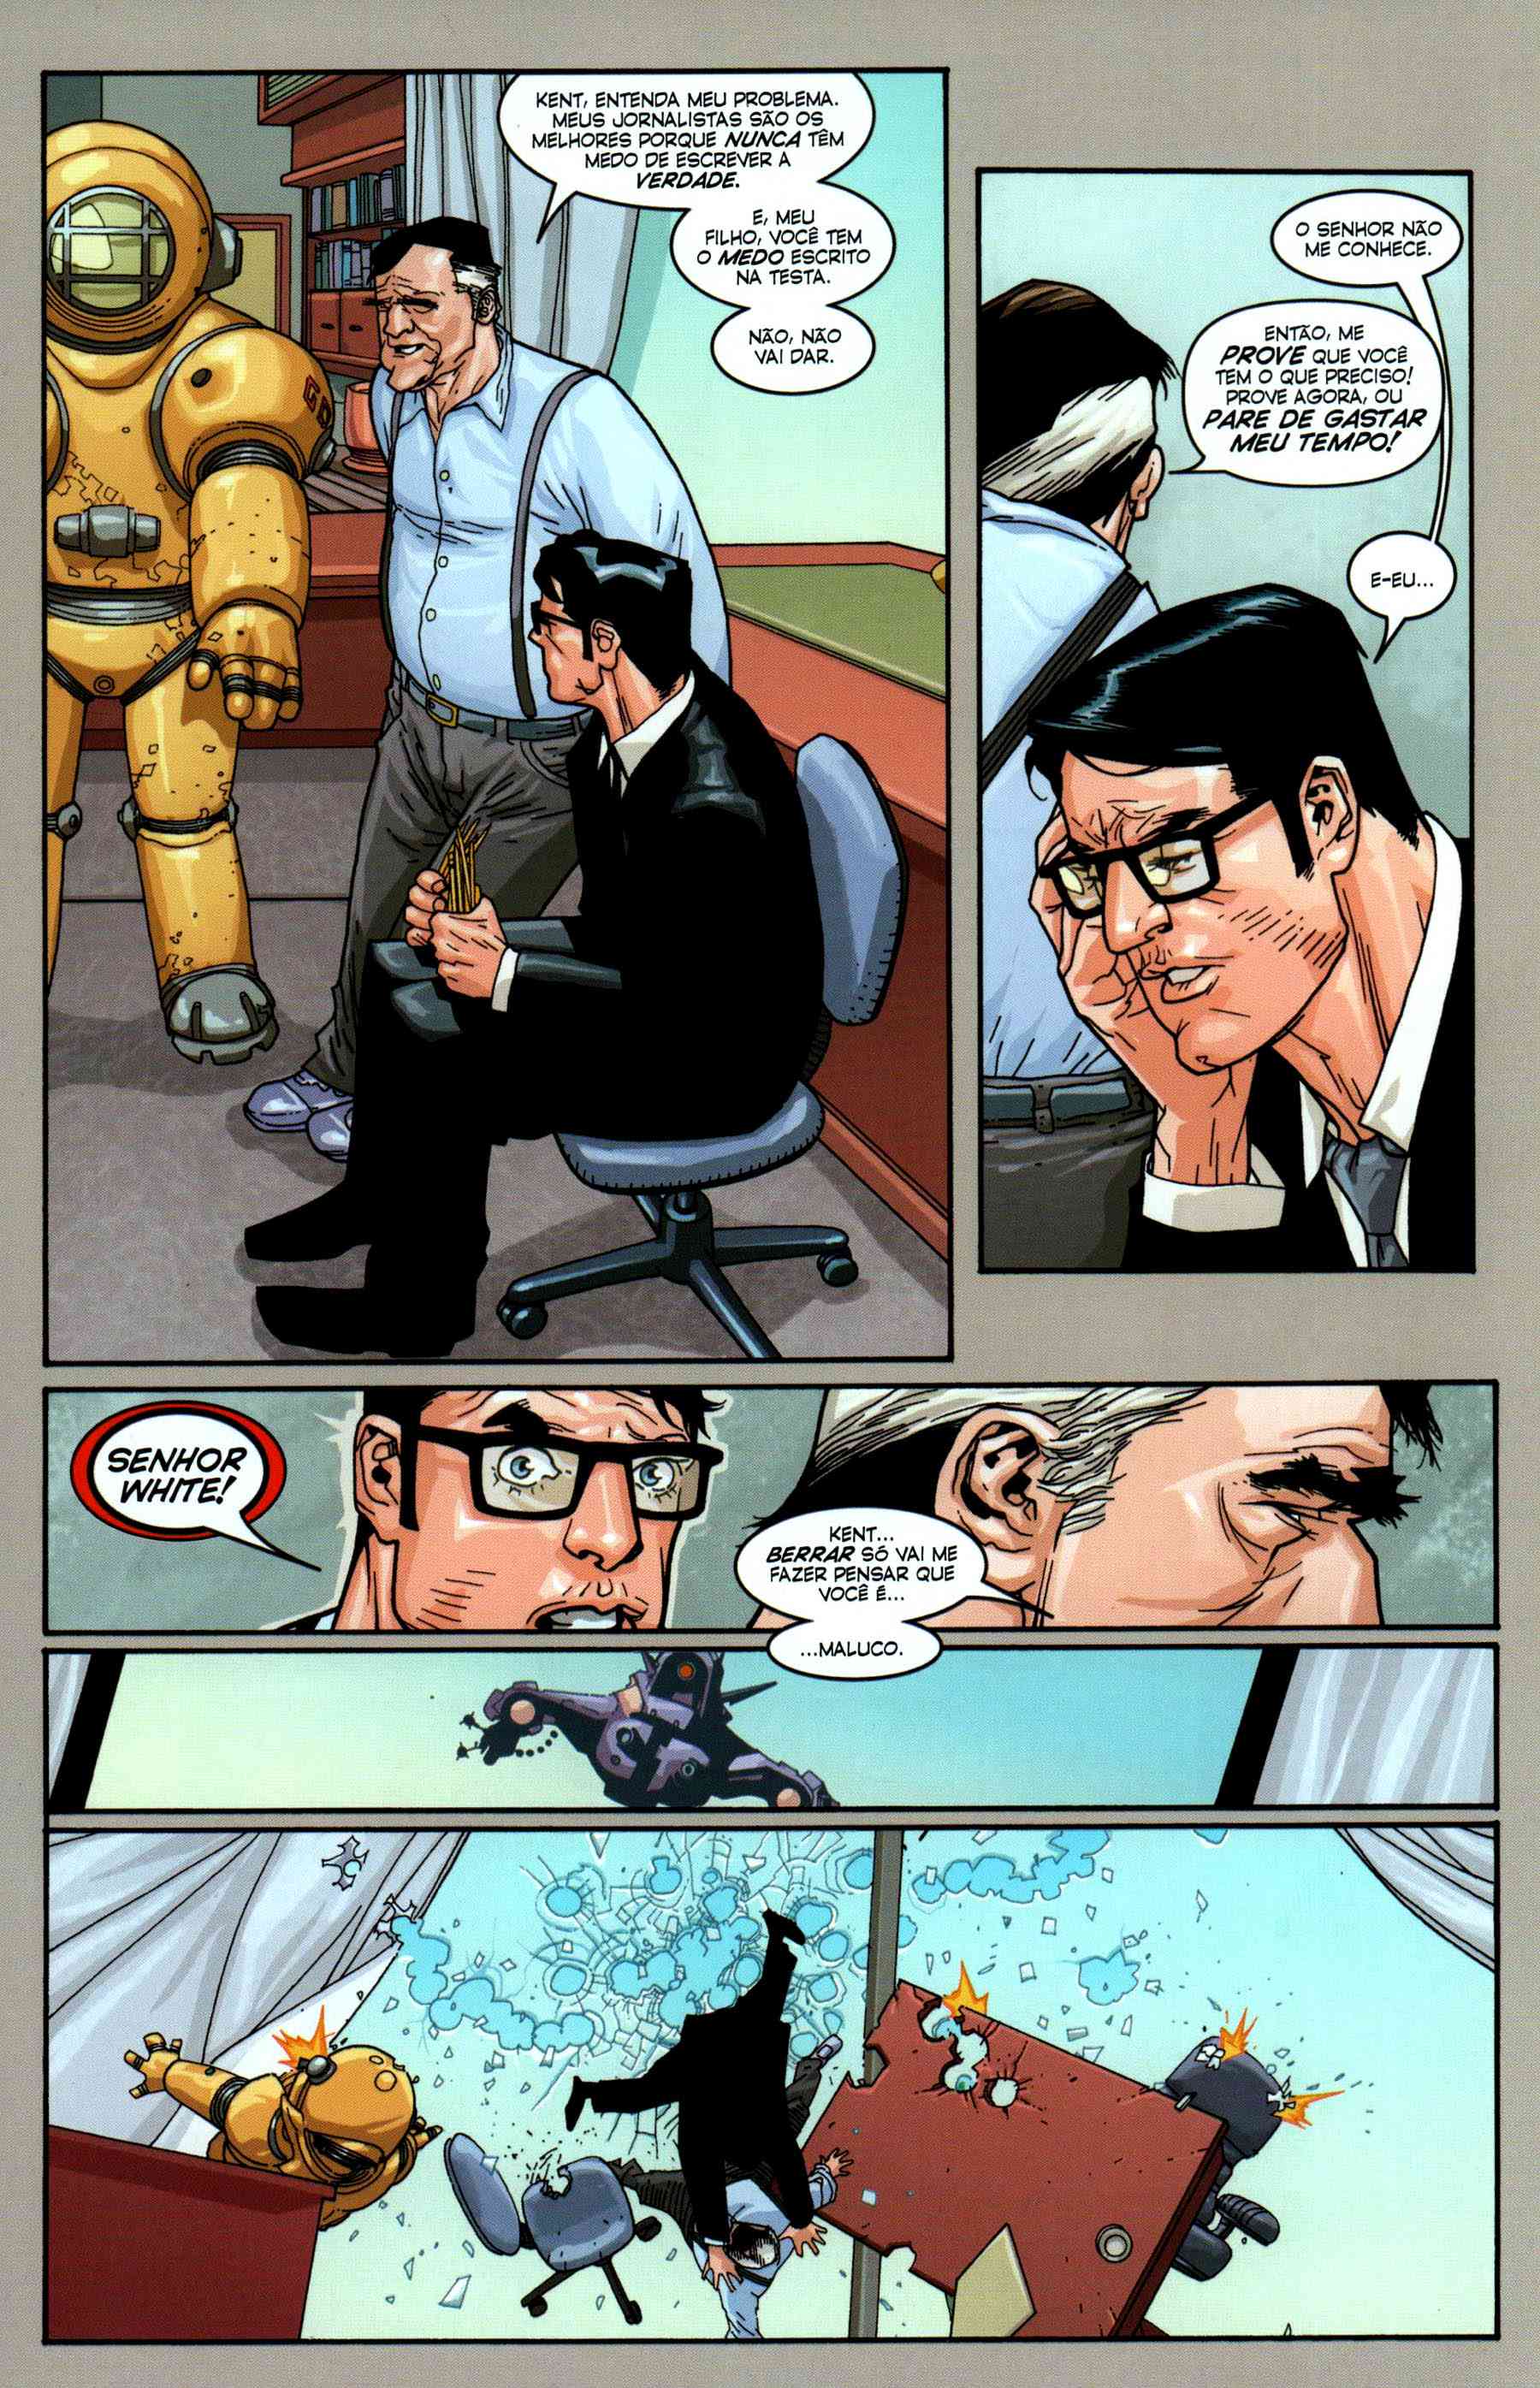 KENT, ENTENDA MEU PROBLEMA.
MEUS JORNALISTAS SÃO OS
MELHORES PORQUE NUNCA TÊM
MEDO DE ESCREVER A
VERDADE.
E, MEU
FILHO, VOCÊ TEM
O MEDO ESCRITO
NA TESTA.
NÃO, NÃO
VAI DAR.
O SENHOR NÃO
ME CONHECE.
ENTÃO, ME
PROVE QUE VOCÊ
TEM O QUE PRECISO!
PROVE AGORA, OU
PARE DE GASTAR
MEU TEMPO!
E-EU...
SENHOR
WHITE!
KENT...
BERRAR SÓ VAI ME
FAZER PENSAR QUE
VOCÊ É...
...MALUCO.